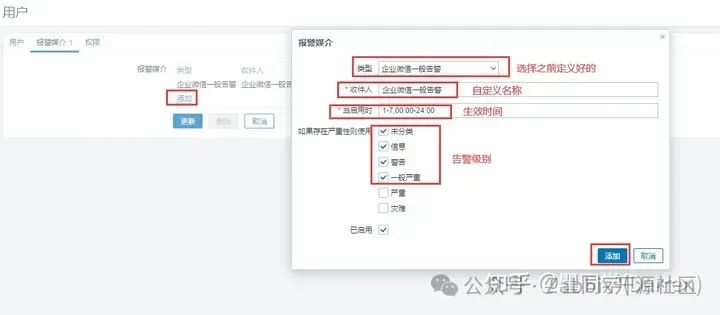 用户
用户 报警媒介 1 权限
报警媒介 类型 收件人
企业微信一般告警 企业微信一般告警
添加
更新 删除 取消
报警媒介
类型 企业微信一般告警 选择之前定义好的
* 收件人 企业微信一般告警 自定义名称
* 当启用时 1-7,00:00-24:00 生效时间
如果存在严重性则使用 未分类
信息
警告 告警级别
一般严重
严重
灾难
已启用
添加 取消
公众号 · Zabbix开源社区